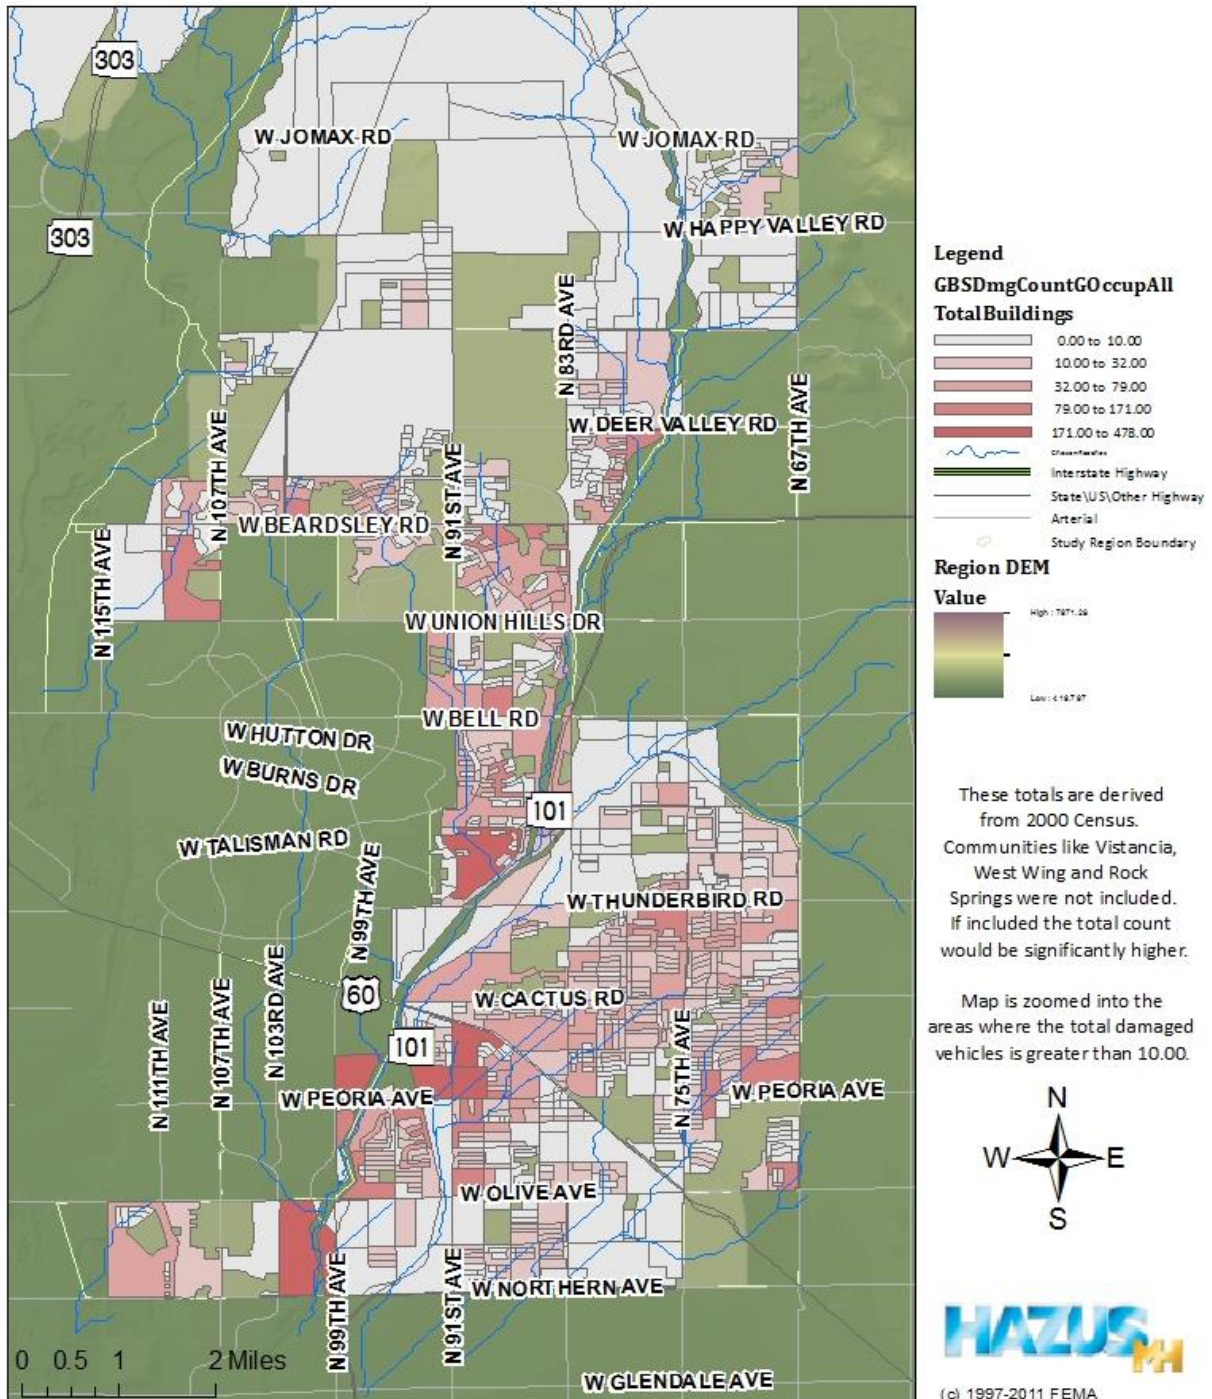 303
W JOMAX RD
W JOMAX RD
303
W HAPPY VALLEY RD
N 83RD AVE
N 67TH AVE
W DEER VALLEY RD
N 107TH AVE
N 91ST AVE
W BEARDSLEY RD
N 115TH AVE
W UNION HILLS DR
W BELL RD
W HUTTON DR
W BURNS DR
101
W TALISMAN RD
N 99TH AVE
W THUNDERBIRD RD
60
W CACTUS RD
N 111TH AVE
N 107TH AVE
N 103RD AVE
101
N 75TH AVE
W PEORIA AVE
W PEORIA AVE
W OLIVE AVE
N 99TH AVE
N 91ST AVE
W NORTHERN AVE
0 0.5 1 2 Miles
W GLENDALE AVE
Legend
GBSDmgCountGOccupAll
TotalBuildings
0.00 to 10.00
10.00 to 32.00
32.00 to 79.00
79.00 to 171.00
171.00 to 478.00
Interstate Highway
State\US\Other Highway
Arterial
Study Region Boundary
Region DEM
Value
High : 7871.28
Low :
These totals are derived
from 2000 Census.
Communities like Vistancia,
West Wing and Rock
Springs were not included.
If included the total count
would be significantly higher.
Map is zoomed into the
areas where the total damaged
vehicles is greater than 10.00.
N
W E
S
HAZUS
MH
(c) 1997-2011 FEMA